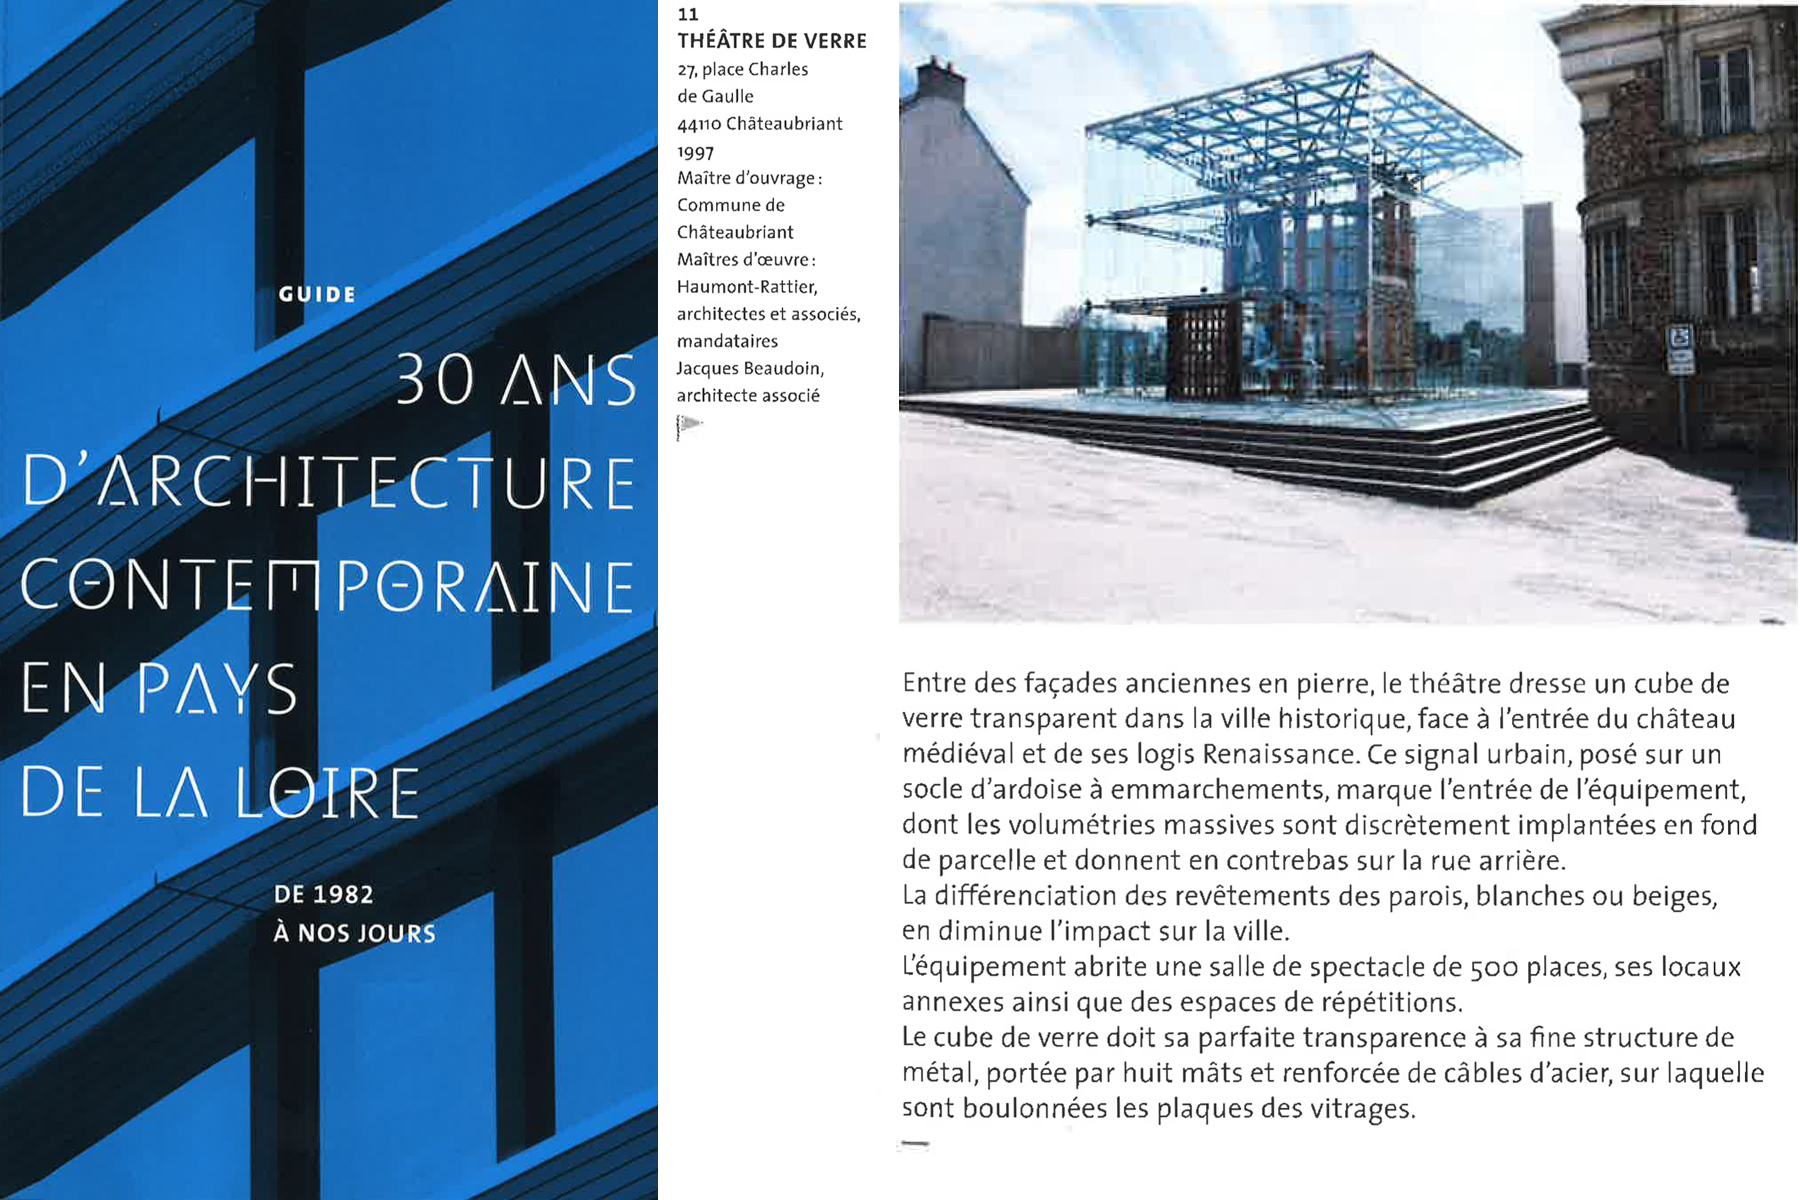 GUIDE
30 ANS
D'ARCHITECTURE
CONTEMPORAINE
EN PAYS
DE LA LOIRE
DE 1982
À NOS JOURS
11
THÉÂTRE DE VERRE
27, place Charles
de Gaulle
44110 Châteaubriant
1997
Maître d'ouvrage :
Commune de
Châteaubriant
Maîtres d'œuvre :
Haumont-Rattier,
architectes et associés,
mandataires
Jacques Beaudoin,
architecte associé
Entre des façades anciennes en pierre, le théâtre dresse un cube de
verre transparent dans la ville historique, face à l'entrée du château
médiéval et de ses logis Renaissance. Ce signal urbain, posé sur un
socle d'ardoise à emmarchements, marque l'entrée de l'équipement,
dont les volumétries massives sont discrètement implantées en fond
de parcelle et donnent en contrebas sur la rue arrière.
La différenciation des revêtements des parois, blanches ou beiges,
en diminue l'impact sur la ville.
L'équipement abrite une salle de spectacle de 500 places, ses locaux
annexes ainsi que des espaces de répétitions.
Le cube de verre doit sa parfaite transparence à sa fine structure de
métal, portée par huit mâts et renforcée de câbles d'acier, sur laquelle
sont boulonnées les plaques des vitrages.